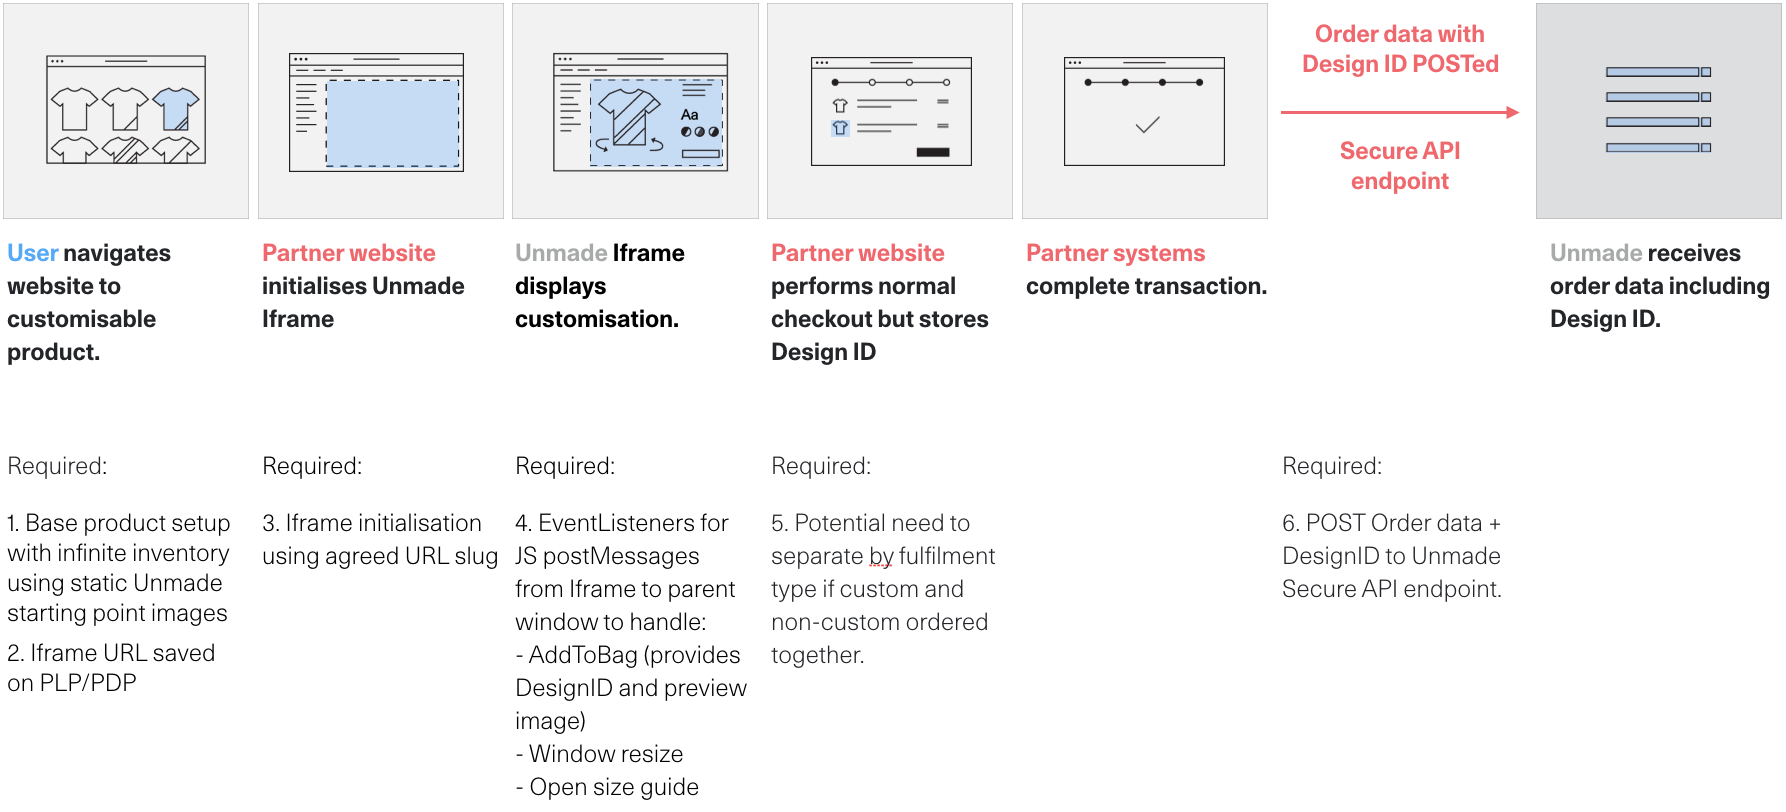 Order data with
Design ID POSTed
Secure API
endpoint
Aa
User navigates
website to
customisable
product.
Partner website
initialises Unmade
Iframe
Unmade Iframe
displays
customisation.
Partner website
performs normal
checkout but stores
Design ID
Partner systems
complete transaction.
Unmade receives
order data including
Design ID.
Required:
1. Base product setup
with infinite inventory
using static Unmade
starting point images
2. Iframe URL saved
on PLP/PDP
Required:
3. Iframe initialisation
using agreed URL slug
Required:
4. EventListeners for
JS postMessages
from Iframe to parent
window to handle:
- AddToBag (provides
DesignID and preview
image)
- Window resize
- Open size guide
Required:
5. Potential need to
separate by fulfilment
type if custom and
non-custom ordered
together.
Required:
6. POST Order data +
DesignID to Unmade
Secure API endpoint.